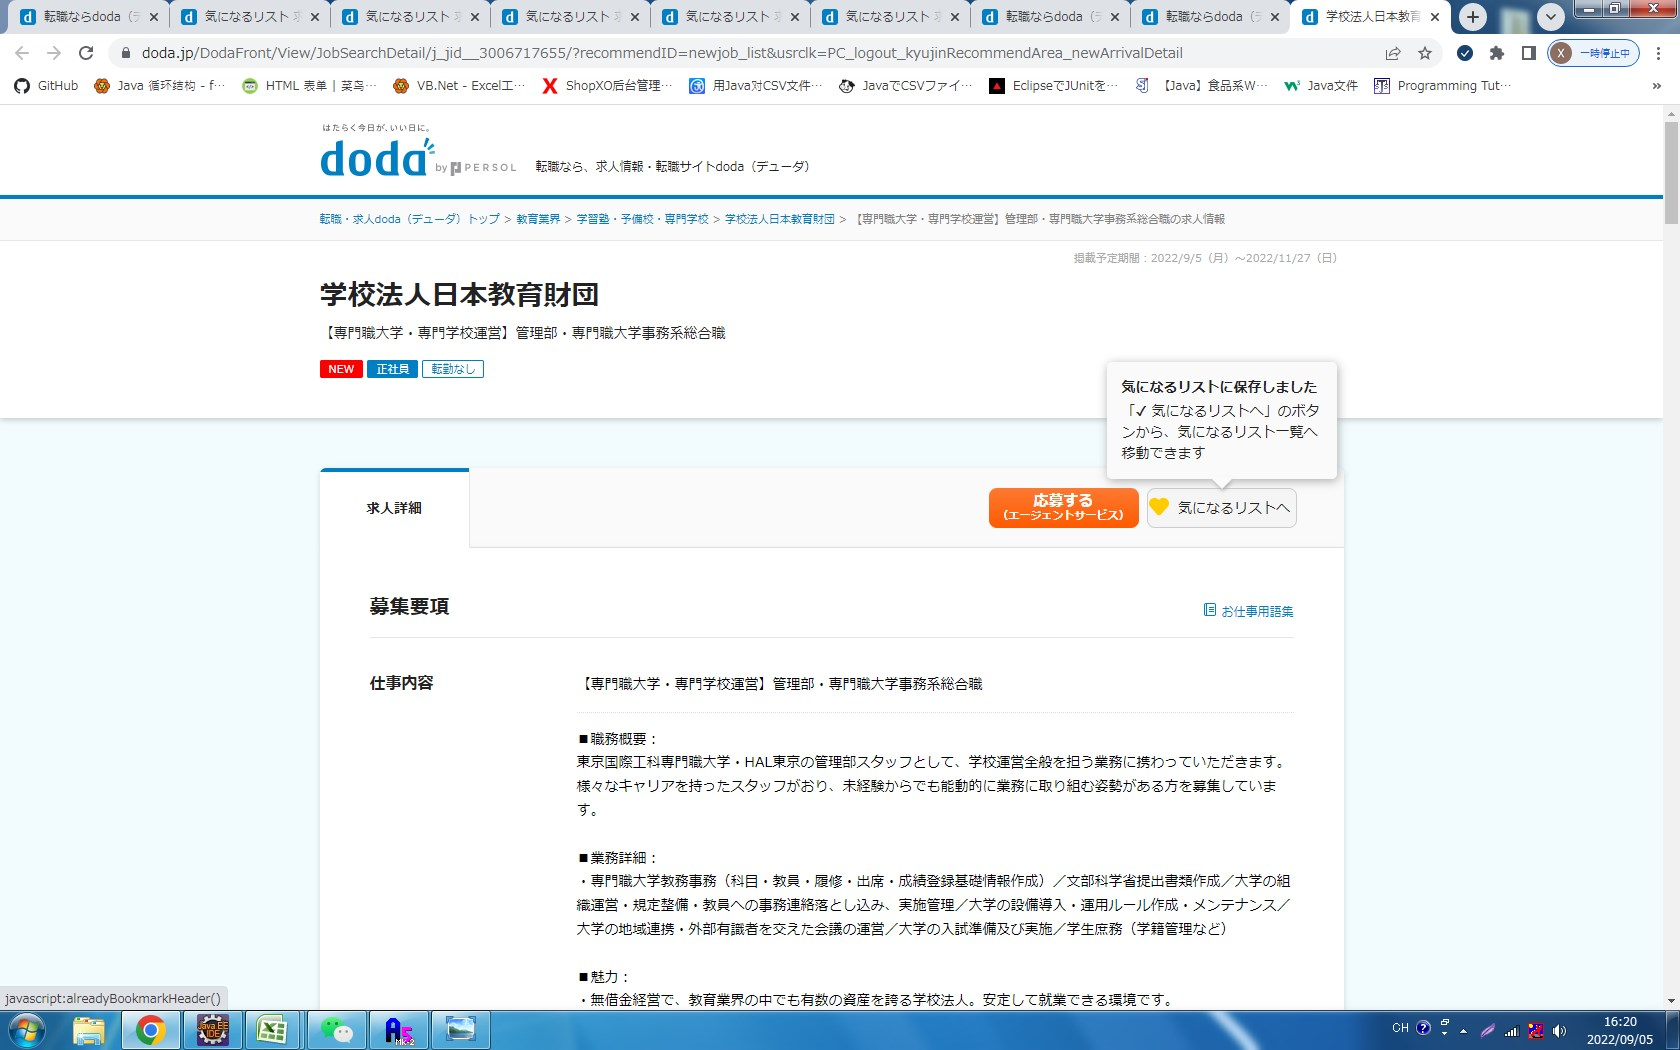 転職ならdoda（デ
気になるリスト
気になるリスト
気になるリスト
気になるリスト
気になるリスト
転職ならdoda（デ
転職ならdoda（デ
学校法人日本教育
doda.jp/DodaFront/View/JobSearchDetail/j_jid__3006717655/?recommendID=newjob_list&usrclk=PC_logout_kyujinRecommendArea_newArrivalDetail
X 一時停止中
GitHub
Java 循环结构 - f…
HTML 表单 | 菜鸟…
VB.Net - Excel工…
ShopXO后台管理…
用Java对CSV文件…
JavaでCSVファイ…
EclipseでJUnitを…
【Java】食品系W…
Java文件
Programming Tut…
»
はたらく今日が、いい日に。
doda by PERSOL
転職なら、求人情報・転職サイトdoda（デューダ）
転職・求人doda（デューダ）トップ > 教育業界 > 学習塾・予備校・専門学校 > 学校法人日本教育財団 > 【専門職大学・専門学校運営】管理部・専門職大学事務系総合職の求人情報
掲載予定期間：2022/9/5（月）～2022/11/27（日）
学校法人日本教育財団
【専門職大学・専門学校運営】管理部・専門職大学事務系総合職
NEW 正社員 転勤なし
気になるリストに保存しました
「✓ 気になるリストへ」のボタ
ンから、気になるリスト一覧へ
移動できます
求人詳細
応募する
（エージェントサービス）
気になるリストへ
募集要項
お仕事用語集
仕事内容
【専門職大学・専門学校運営】管理部・専門職大学事務系総合職
■職務概要：
東京国際工科専門職大学・HAL東京の管理部スタッフとして、学校運営全般を担う業務に携わっていただきます。
様々なキャリアを持ったスタッフがおり、未経験からでも能動的に業務に取り組む姿勢がある方を募集していま
す。
■業務詳細：
・専門職大学教務事務（科目・教員・履修・出席・成績登録基礎情報作成）／文部科学省提出書類作成／大学の組
織運営・規定整備・教員への事務連絡落とし込み、実施管理／大学の設備導入・運用ルール作成・メンテナンス／
大学の地域連携・外部有識者を交えた会議の運営／大学の入試準備及び実施／学生庶務（学籍管理など）
■魅力：
・無借金経営で、教育業界の中でも有数の資産を誇る学校法人。安定して就業できる環境です。
javascript:alreadyBookmarkHeader()
Java EE
IDE
A5
Mk-2
CH
16:20
2022/09/05